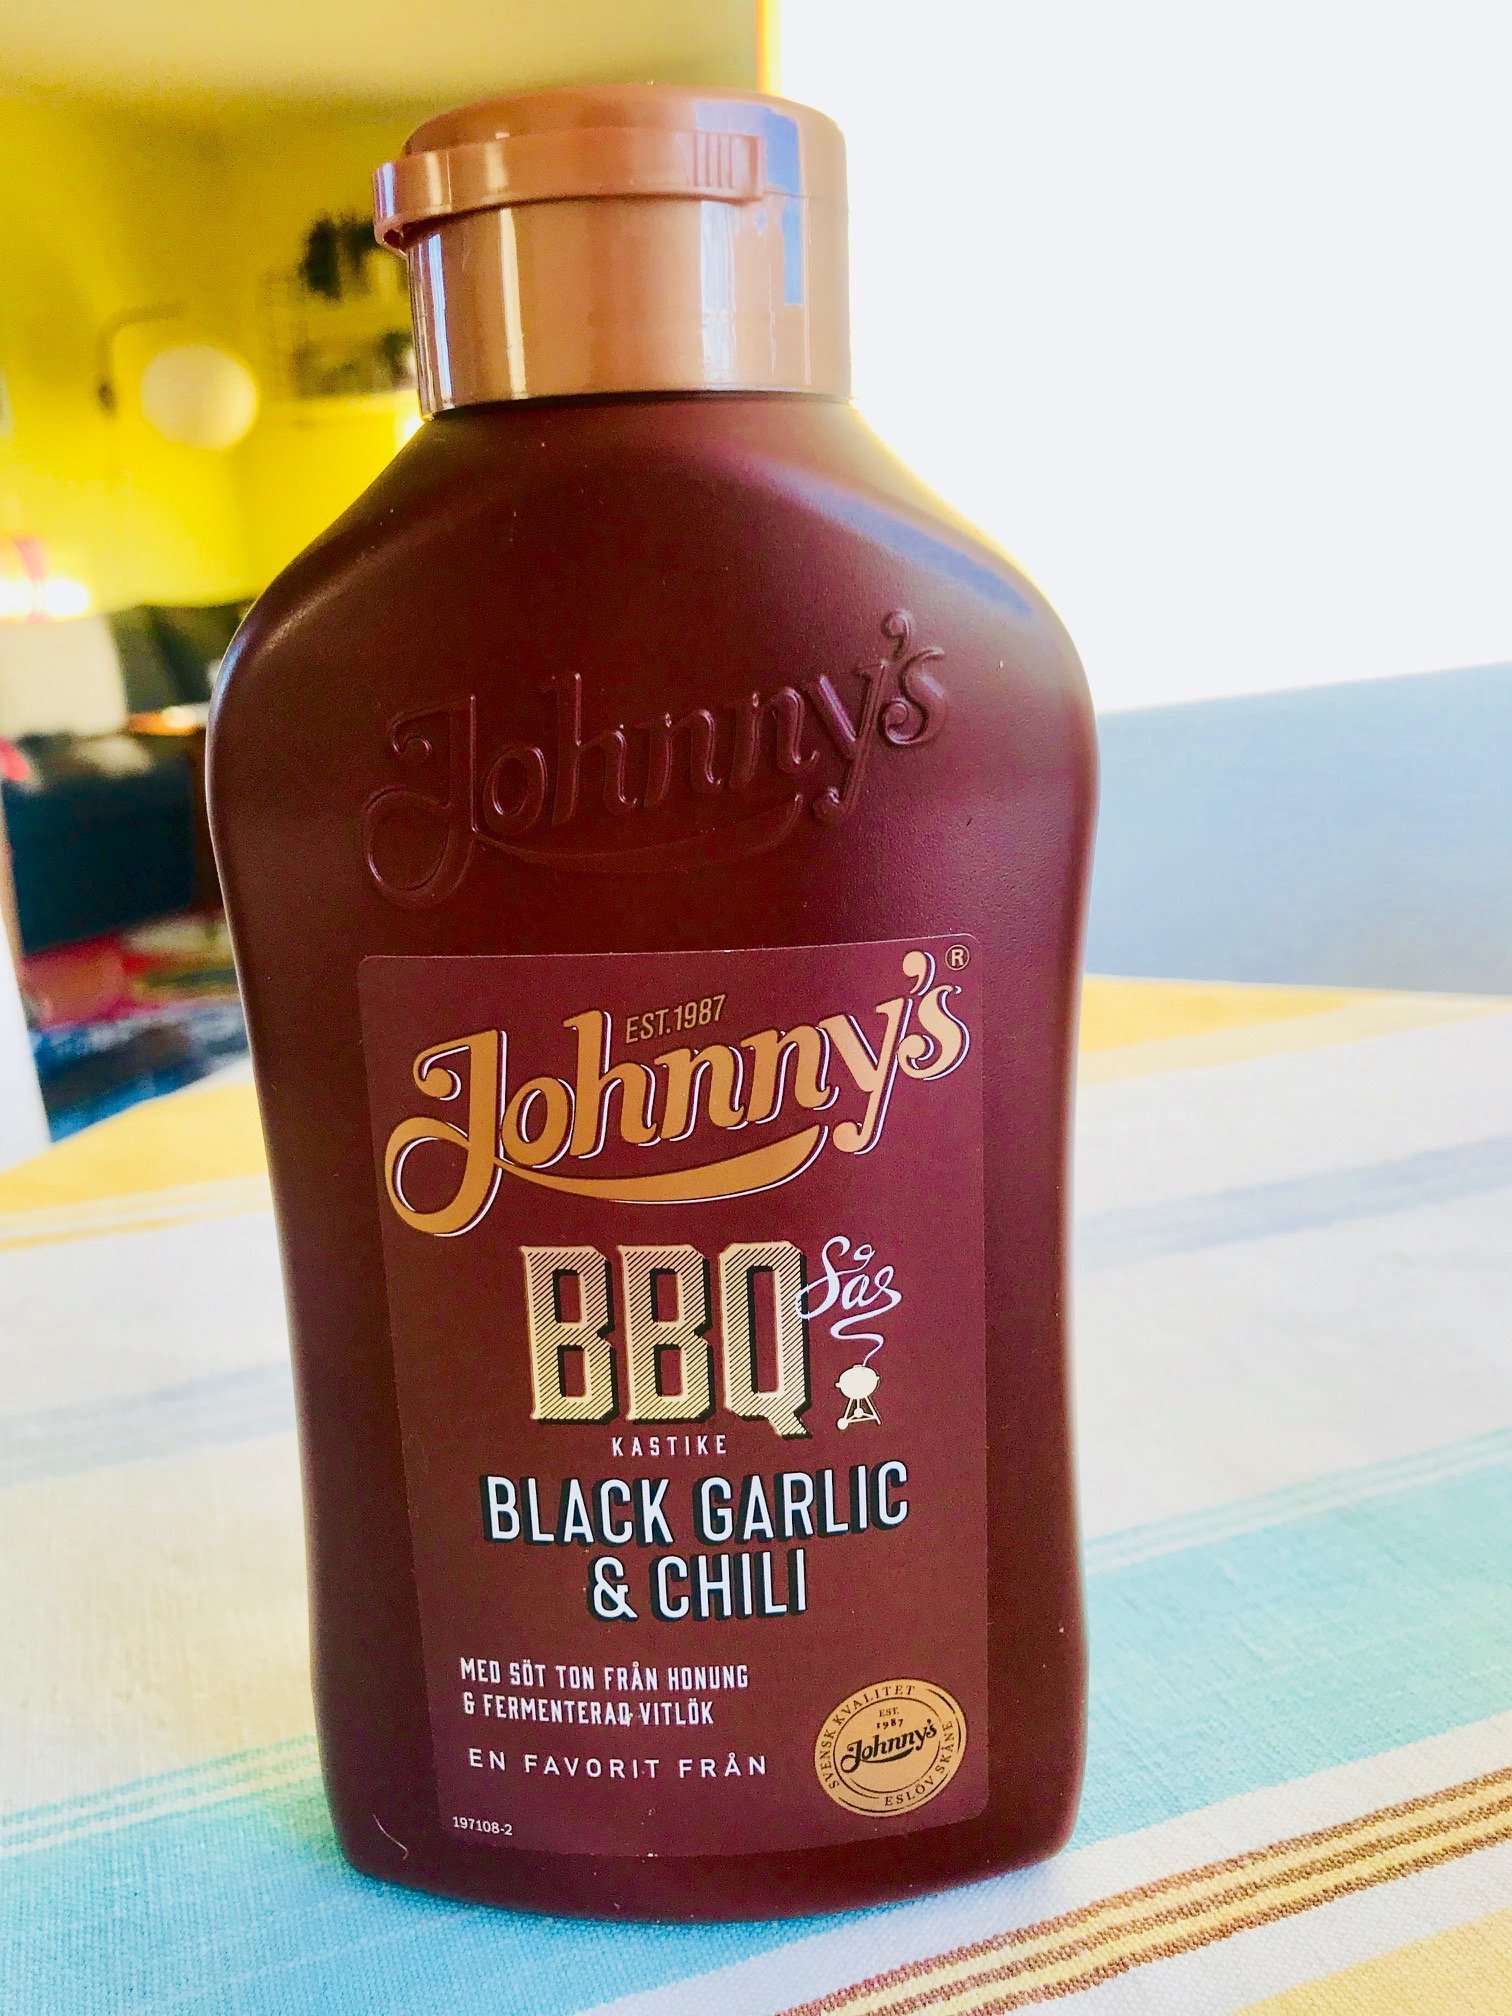 Johnny's
EST. 1987
Johnny's®
BBQ Sås
KASTIKE
BLACK GARLIC
& CHILI
MED SÖT TON FRÅN HONUNG
& FERMENTERAD VITLÖK
EN FAVORIT FRÅN
SVENSK KVALITET
EST.
1987
Johnny's
ESLÖV SKÅNE
197108-2